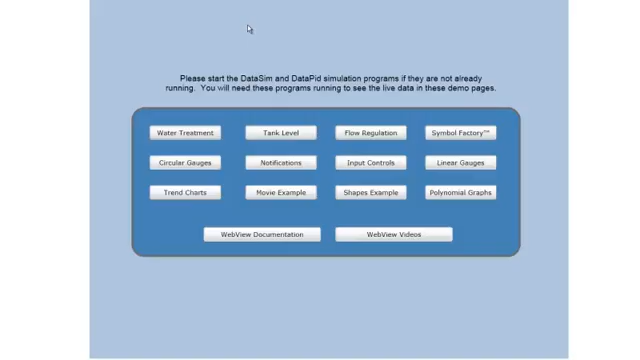 Please start the DataSim and DataPid simulation programs if they are not already
running. You will need these programs running to see the live data in these demo pages.
Water Treatment
Tank Level
Flow Regulation
Symbol Factory™
Circular Gauges
Notifications
Input Controls
Linear Gauges
Trend Charts
Movie Example
Shapes Example
Polynomial Graphs
WebView Documentation
WebView Videos